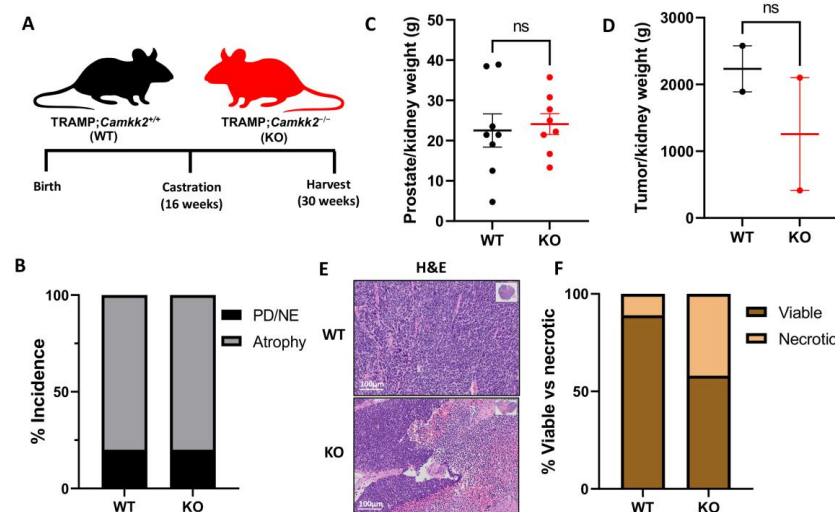 A
TRAMP;Camkk2+/+
(WT)
TRAMP;Camkk2−/−
(KO)
Birth
Castration
(16 weeks)
Harvest
(30 weeks)
B
% Incidence
100
50
0
WT
KO
PD/NE
Atrophy
C
Prostate/kidney weight (g)
50
40
30
20
10
0
ns
WT
KO
D
Tumor/kidney weight (g)
3000
2000
1000
0
ns
WT
KO
E
H&E
WT
100µm
KO
100µm
F
% Viable vs necrotic
100
50
0
WT
KO
Viable
Necrotic